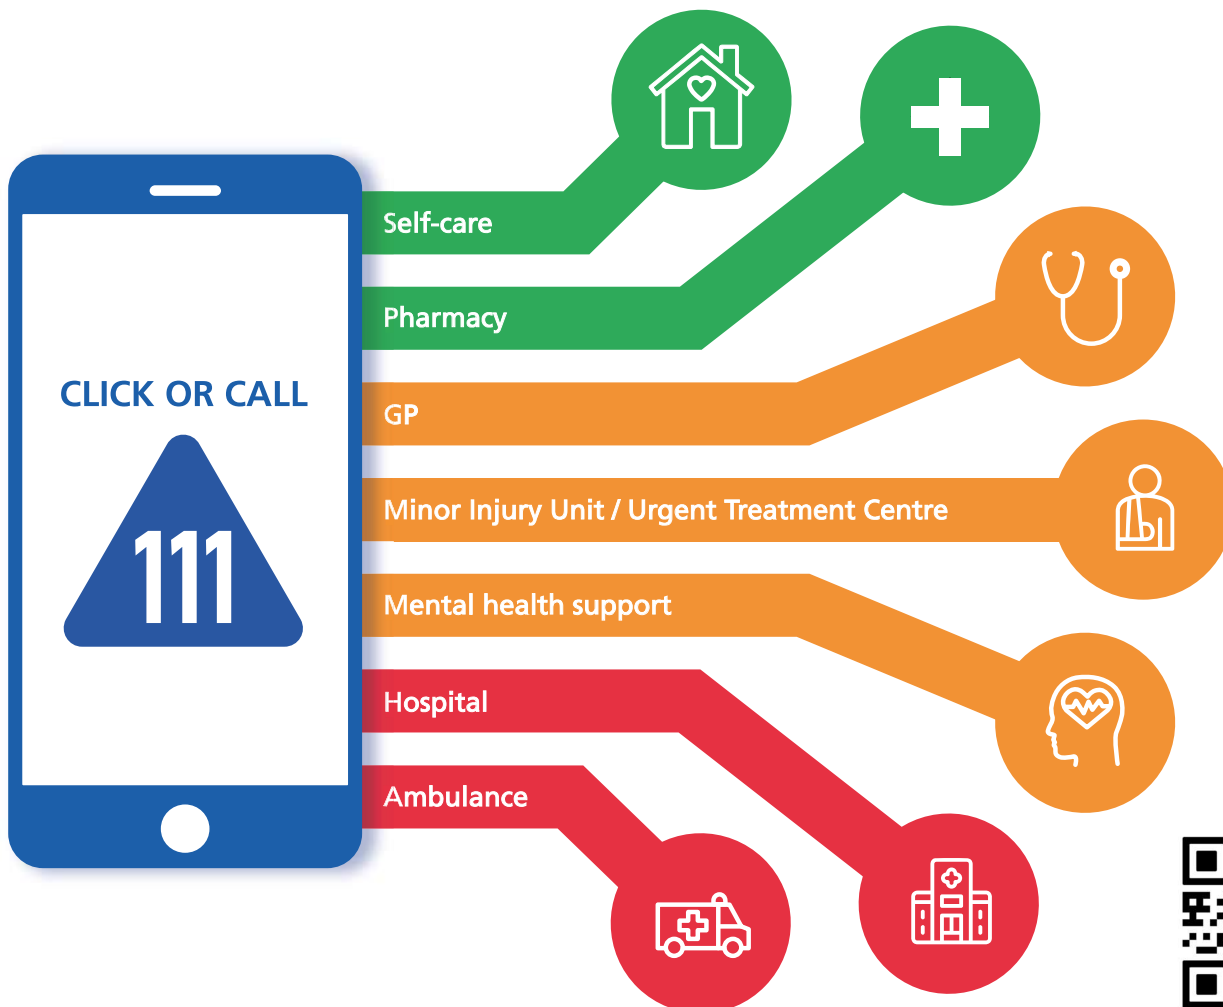 Self-care
Pharmacy
CLICK OR CALL
111
GP
Minor Injury Unit / Urgent Treatment Centre
Mental health support
Hospital
Ambulance